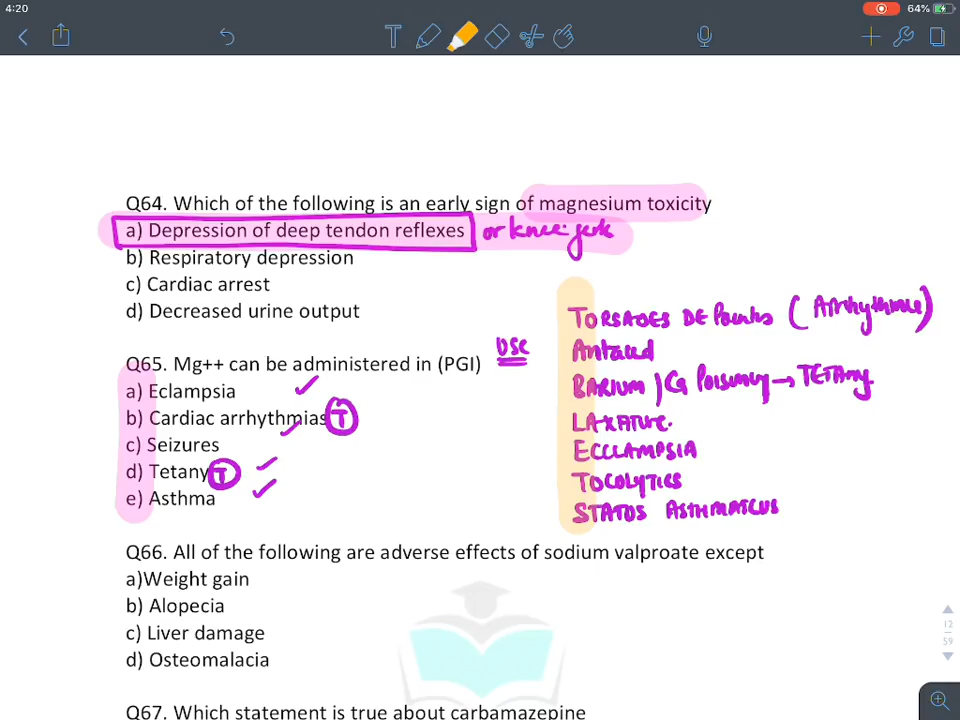 4:20
64%
Q64. Which of the following is an early sign of magnesium toxicity
a) Depression of deep tendon reflexes or knee-jerk
b) Respiratory depression
c) Cardiac arrest
d) Decreased urine output
Q65. Mg++ can be administered in (PGI) USE
a) Eclampsia
b) Cardiac arrhythmias T
c) Seizures
d) Tetany T
e) Asthma
TORSADES DE (Arrhythmia)
Antacid
BARIUM / Poisoning → TETANY
LAXATIVE.
ECCLAMPSIA
TOCOLYTICS
STATUS ASTHMATICUS
Q66. All of the following are adverse effects of sodium valproate except
a)Weight gain
b) Alopecia
c) Liver damage
d) Osteomalacia
Q67. Which statement is true about carbamazepine
12
59